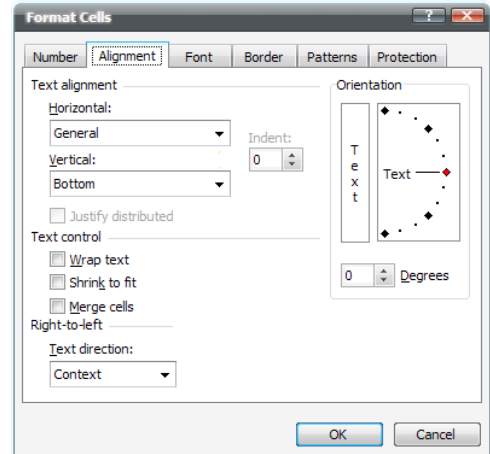 Format Cells
Number Alignment Font Border Patterns Protection
Text alignment
Horizontal:
General
Vertical:
Bottom
Indent:
0
Justify distributed
Text control
Wrap text
Shrink to fit
Merge cells
Right-to-left
Text direction:
Context
Orientation
Text
Text
0 Degrees
OK Cancel